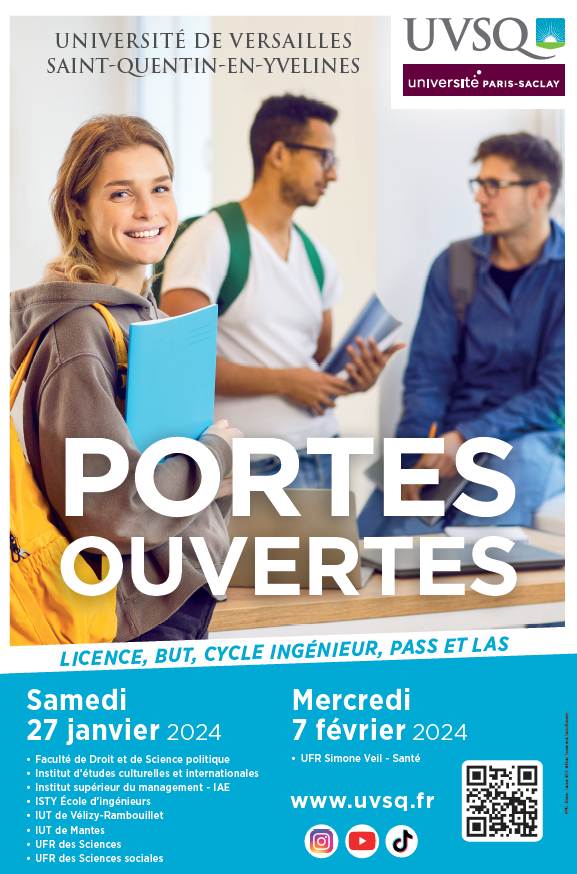 UNIVERSITÉ DE VERSAILLES
SAINT-QUENTIN-EN-YVELINES
UVSQ
université PARIS-SACLAY
PORTES
OUVERTES
LICENCE, BUT, CYCLE INGÉNIEUR, PASS ET LAS
Samedi
27 janvier 2024
• Faculté de Droit et de Science politique
• Institut d'études culturelles et internationales
• Institut supérieur du management - IAE
• ISTY École d'ingénieurs
• IUT de Vélizy-Rambouillet
• IUT de Mantes
• UFR des Sciences
• UFR des Sciences sociales
Mercredi
7 février 2024
• UFR Simone Veil - Santé
www.uvsq.fr